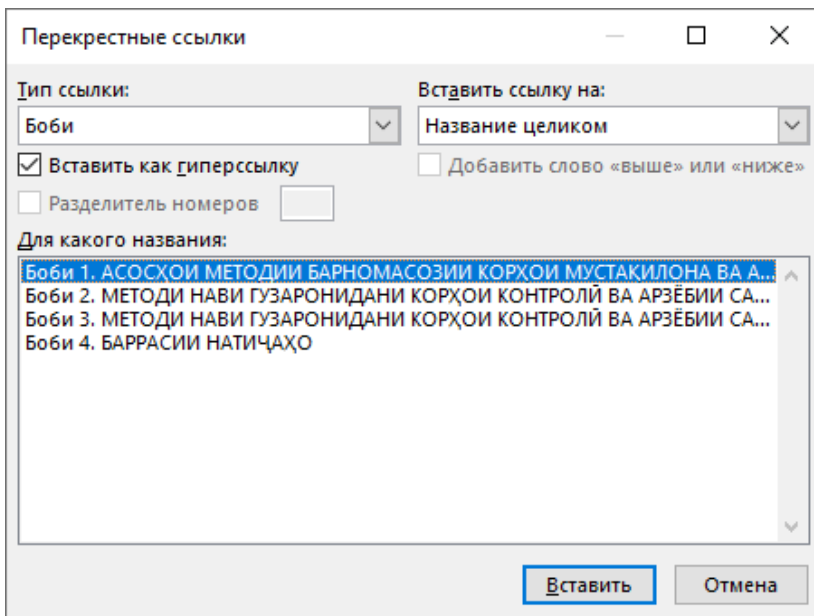 Перекрестные ссылки
Тип ссылки:
Вставить ссылку на:
Боби
Название целиком
Вставить как гиперссылку
Добавить слово «выше» или «ниже»
Разделитель номеров
Для какого названия:
Боби 1. АСОСҲОИ МЕТОДИИ БАРНОМАСОЗИИ КОРҲОИ МУСТАҚИЛОНА ВА А...
Боби 2. МЕТОДИ НАВИ ГУЗАРОНИДАНИ КОРҲОИ КОНТРОЛӢ ВА АРЗЁБИИ СА...
Боби 3. МЕТОДИ НАВИ ГУЗАРОНИДАНИ КОРҲОИ КОНТРОЛӢ ВА АРЗЁБИИ СА...
Боби 4. БАРРАСИИ НАТИҶАҲО
Вставить
Отмена